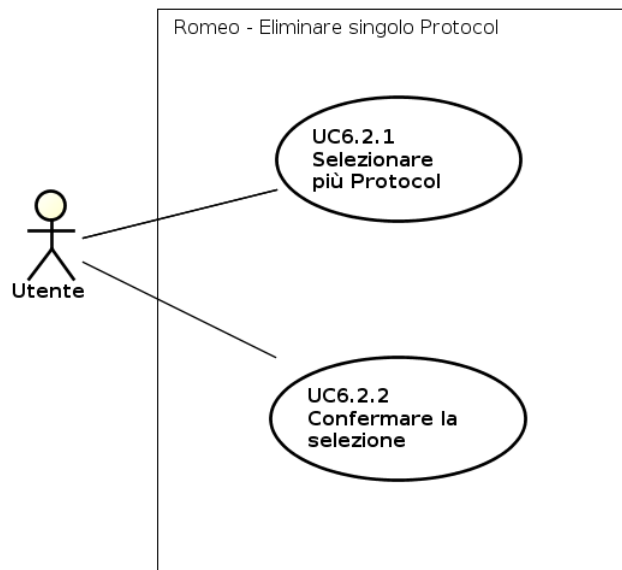 Romeo - Eliminare singolo Protocol
UC6.2.1
Selezionare
più Protocol
Utente
UC6.2.2
Confermare la
selezione